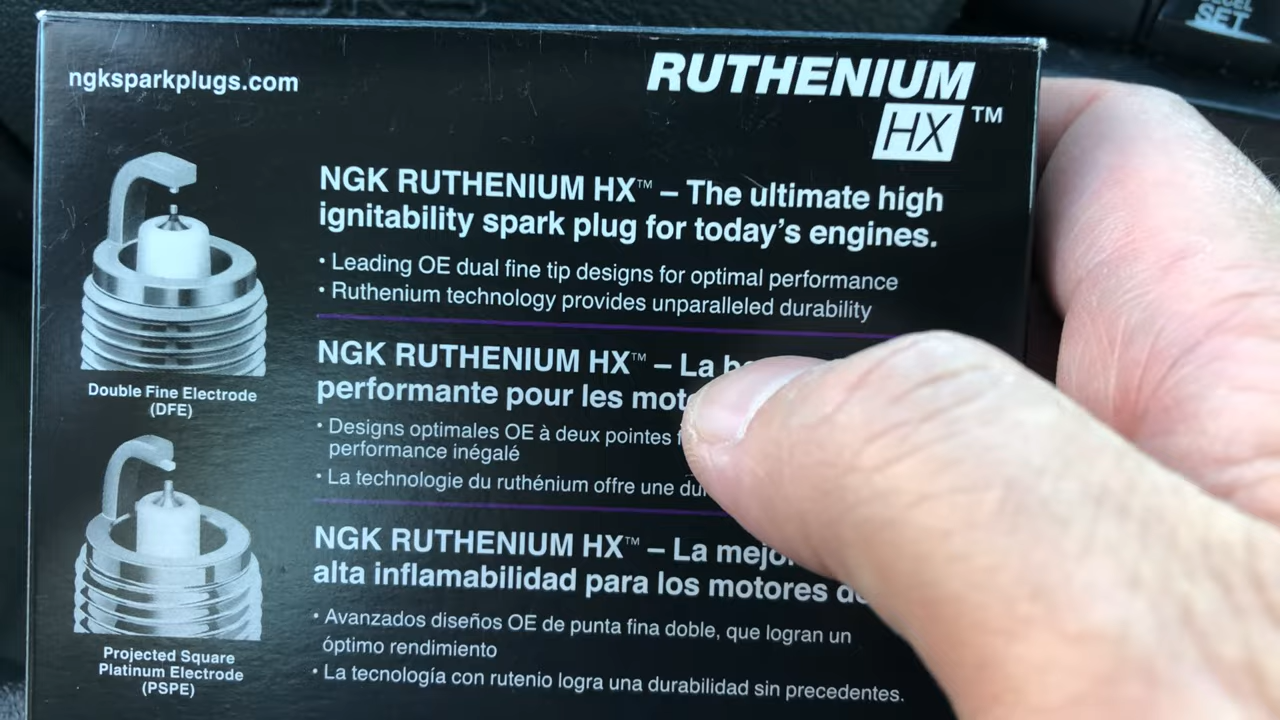 SET
ngksparkplugs.com
RUTHENIUM
HX™
NGK RUTHENIUM HX™ – The ultimate high
ignitability spark plug for today's engines.
• Leading OE dual fine tip designs for optimal performance
• Ruthenium technology provides unparalleled durability
Double Fine Electrode
(DFE)
NGK RUTHENIUM HX™ – La
performante pour les
• Designs optimales OE à deux pointes
performance inégalé
• La technologie du ruthénium offre une
Projected Square
Platinum Electrode
(PSPE)
NGK RUTHENIUM HX™ – La
alta inflamabilidad para los motores
• Avanzados diseños OE de punta fina doble, que logran un
óptimo rendimiento
• La tecnología con rutenio logra una durabilidad sin precedentes.